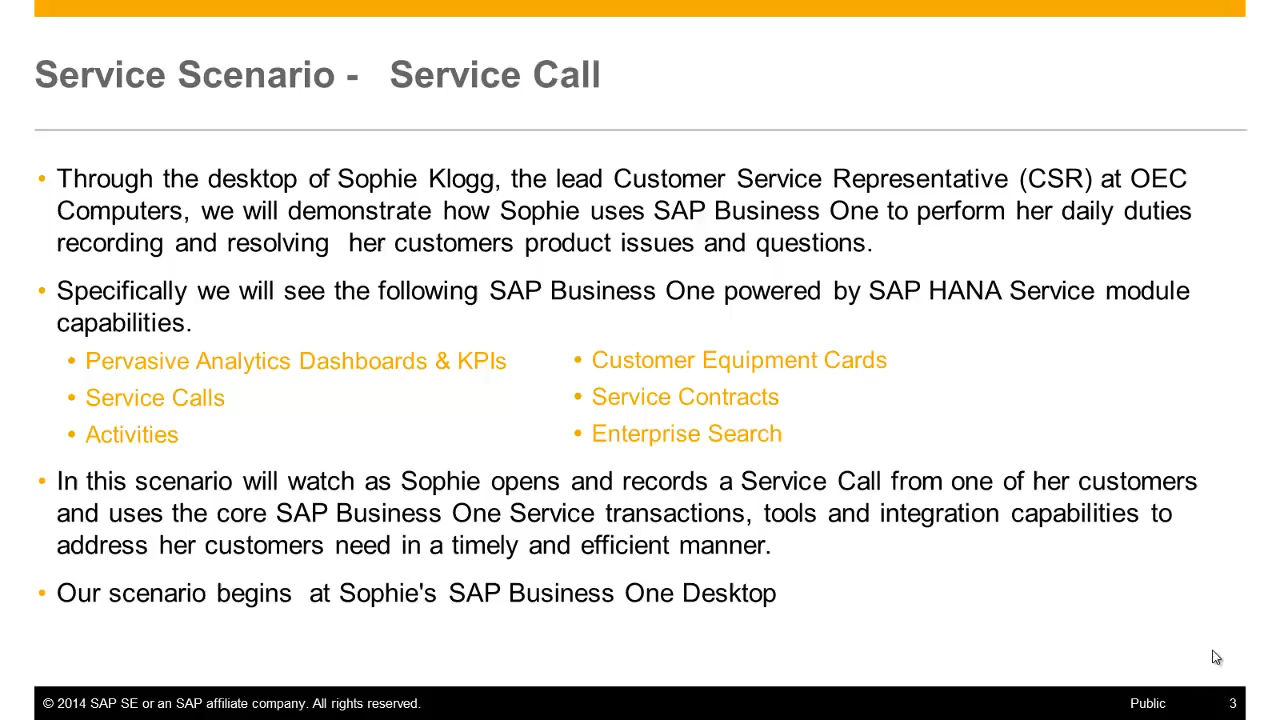 Service Scenario - Service Call
• Through the desktop of Sophie Klogg, the lead Customer Service Representative (CSR) at OEC
Computers, we will demonstrate how Sophie uses SAP Business One to perform her daily duties
recording and resolving her customers product issues and questions.
• Specifically we will see the following SAP Business One powered by SAP HANA Service module
capabilities.
• Pervasive Analytics Dashboards & KPIs
• Service Calls
• Activities
• Customer Equipment Cards
• Service Contracts
• Enterprise Search
• In this scenario will watch as Sophie opens and records a Service Call from one of her customers
and uses the core SAP Business One Service transactions, tools and integration capabilities to
address her customers need in a timely and efficient manner.
• Our scenario begins at Sophie's SAP Business One Desktop
© 2014 SAP SE or an SAP affiliate company. All rights reserved.
Public
3